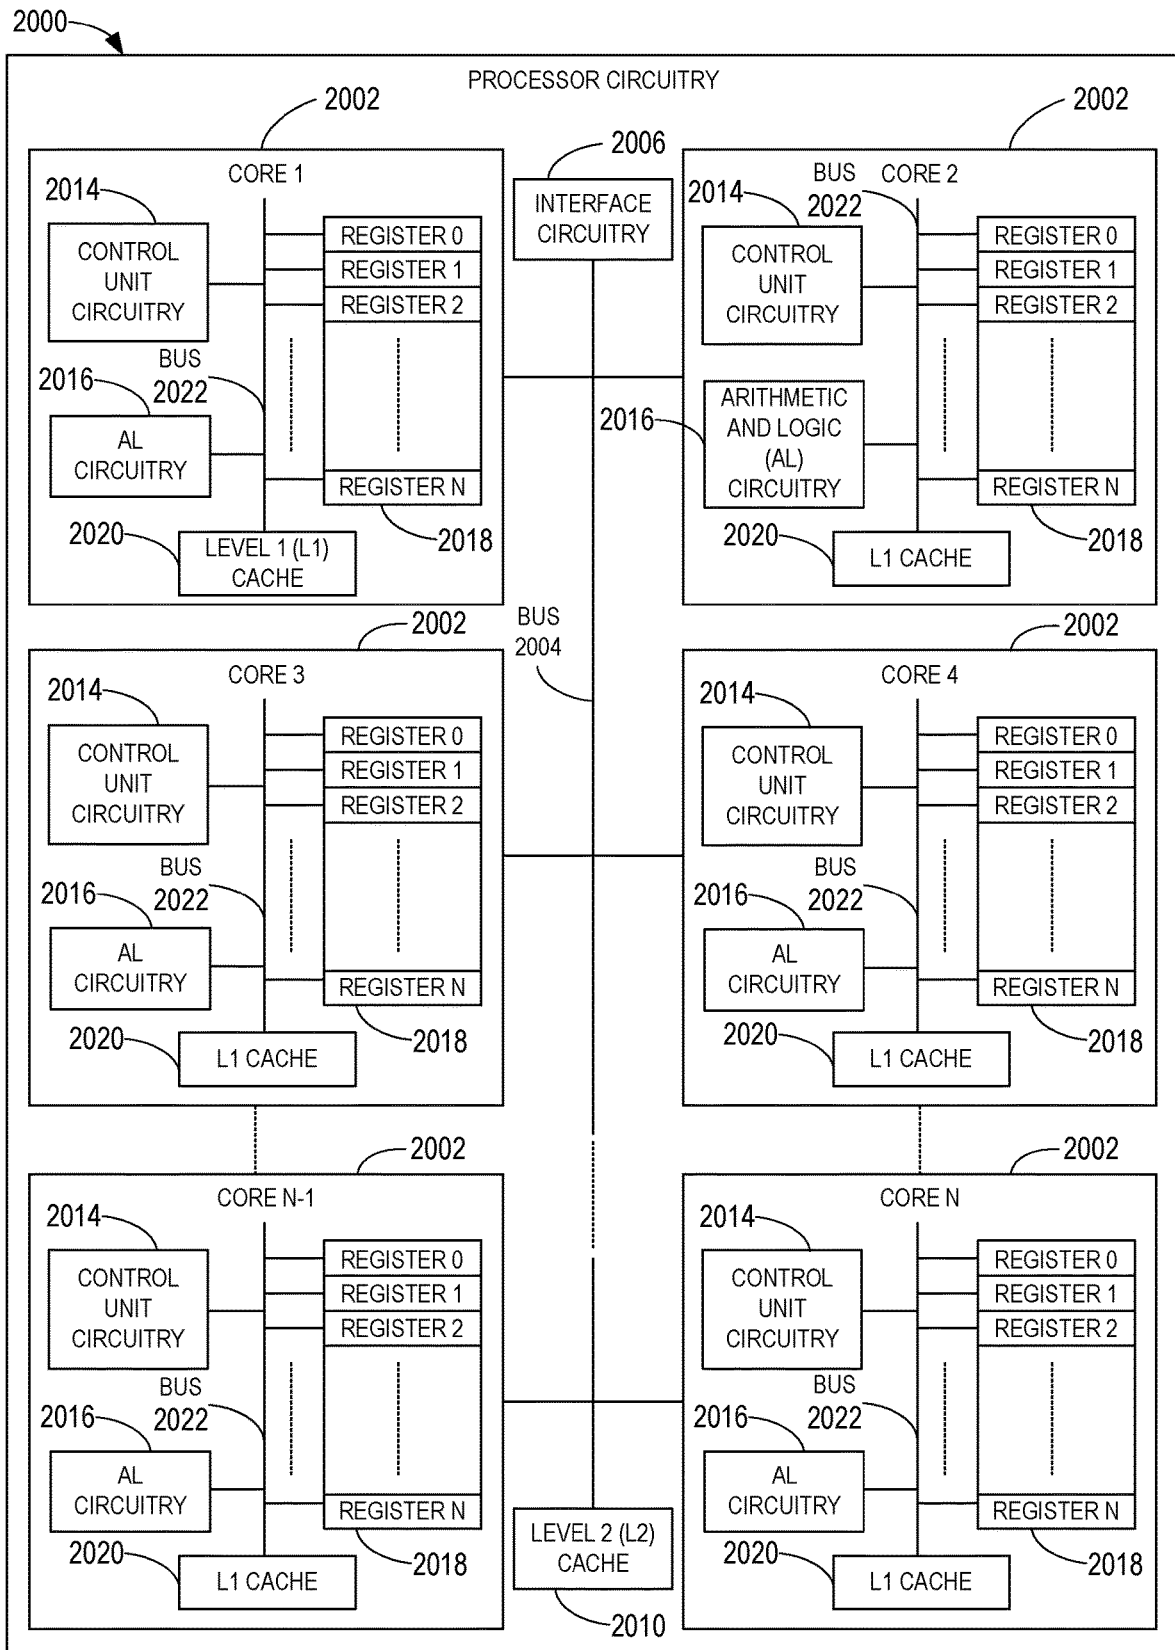 2000
PROCESSOR CIRCUITRY
2002
CORE 1
2014
CONTROL
UNIT
CIRCUITRY
REGISTER 0
REGISTER 1
REGISTER 2
BUS
2022
2016
AL
CIRCUITRY
REGISTER N
2018
2020
LEVEL 1 (L1)
CACHE
2006
INTERFACE
CIRCUITRY
2002
BUS
2022
CORE 2
2014
CONTROL
UNIT
CIRCUITRY
REGISTER 0
REGISTER 1
REGISTER 2
2016
ARITHMETIC
AND LOGIC
(AL)
CIRCUITRY
REGISTER N
2018
2020
L1 CACHE
BUS
2004
2002
CORE 3
2014
CONTROL
UNIT
CIRCUITRY
REGISTER 0
REGISTER 1
REGISTER 2
BUS
2022
2016
AL
CIRCUITRY
REGISTER N
2018
2020
L1 CACHE
2002
CORE 4
2014
CONTROL
UNIT
CIRCUITRY
REGISTER 0
REGISTER 1
REGISTER 2
BUS
2022
2016
AL
CIRCUITRY
REGISTER N
2018
2020
L1 CACHE
2002
CORE N-1
2014
CONTROL
UNIT
CIRCUITRY
REGISTER 0
REGISTER 1
REGISTER 2
BUS
2022
2016
AL
CIRCUITRY
REGISTER N
2018
2020
L1 CACHE
LEVEL 2 (L2)
CACHE
2010
2002
CORE N
2014
CONTROL
UNIT
CIRCUITRY
REGISTER 0
REGISTER 1
REGISTER 2
BUS
2022
2016
AL
CIRCUITRY
REGISTER N
2018
2020
L1 CACHE